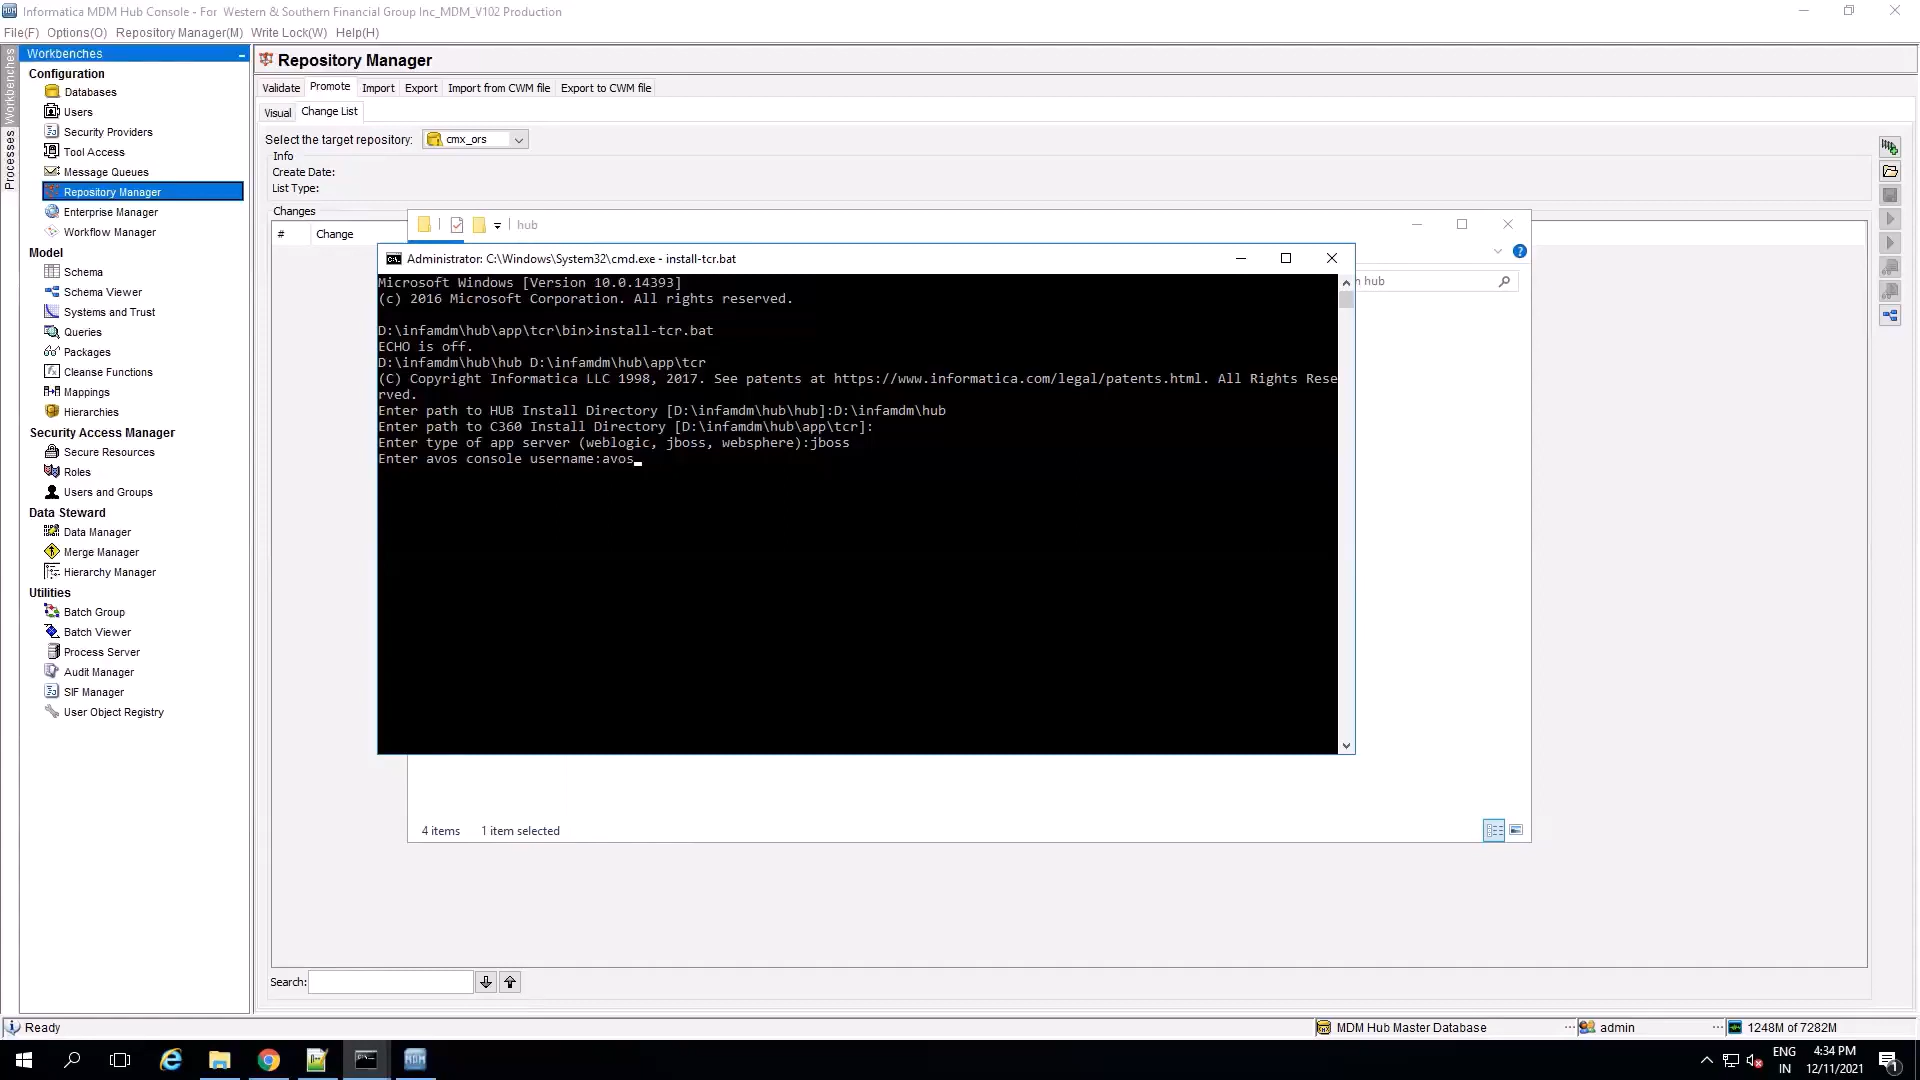 Informatica MDM Hub Console - For Western & Southern Financial Group Inc_MDM_V102 Production
File(F) Options(O) Repository Manager(M) Write Lock(W) Help(H)
Workbenches
Processes
Workbenches
Configuration
Databases
Users
Security Providers
Tool Access
Message Queues
Repository Manager
Enterprise Manager
Workflow Manager
Model
Schema
Schema Viewer
Systems and Trust
Queries
Packages
Cleanse Functions
Mappings
Hierarchies
Security Access Manager
Secure Resources
Roles
Users and Groups
Data Steward
Data Manager
Merge Manager
Hierarchy Manager
Utilities
Batch Group
Batch Viewer
Process Server
Audit Manager
SIF Manager
User Object Registry
Repository Manager
Validate Promote Import Export Import from CWM file Export to CWM file
Visual Change List
Select the target repository: cmx_ors
Info
Create Date:
List Type:
Changes
# Change
hub
hub
Administrator: C:\Windows\System32\cmd.exe - install-tcr.bat
Microsoft Windows [Version 10.0.14393]
(c) 2016 Microsoft Corporation. All rights reserved.
D:\infamdm\hub\app\tcr\bin>install-tcr.bat
ECHO is off.
D:\infamdm\hub\hub D:\infamdm\hub\app\tcr
(C) Copyright Informatica LLC 1998, 2017. See patents at https://www.informatica.com/legal/patents.html. All Rights Rese
rved.
Enter path to HUB Install Directory [D:\infamdm\hub\hub]:D:\infamdm\hub
Enter path to C360 Install Directory [D:\infamdm\hub\app\tcr]:
Enter type of app server (weblogic, jboss, websphere):jboss
Enter avos console username:avos
4 items 1 item selected
Search:
Ready
MDM Hub Master Database ... admin ... 1248M of 7282M
ENG
IN
4:34 PM
12/11/2021
1